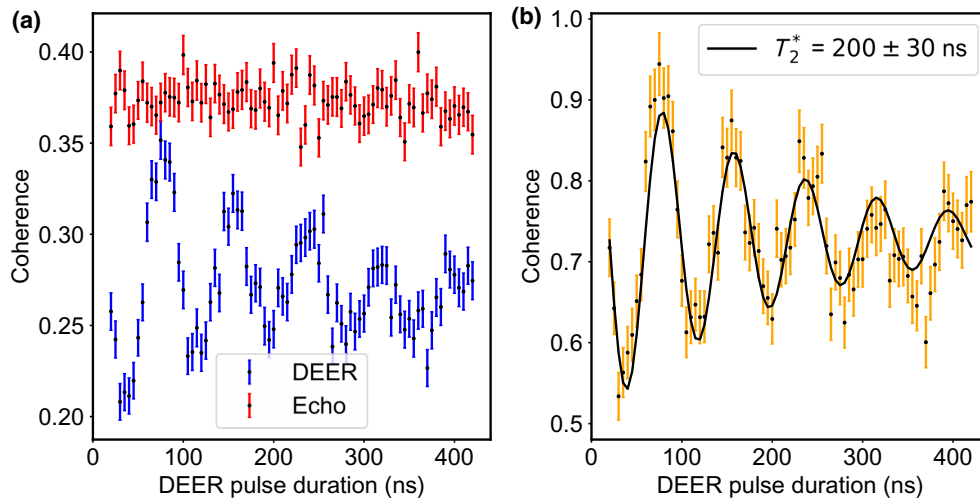 (a)
Coherence
0.40
0.35
0.30
0.25
0.20
DEER
Echo
0 100 200 300 400
DEER pulse duration (ns)
(b)
Coherence
1.0
0.9
0.8
0.7
0.6
0.5
T₂* = 200 ± 30 ns
0 100 200 300 400
DEER pulse duration (ns)